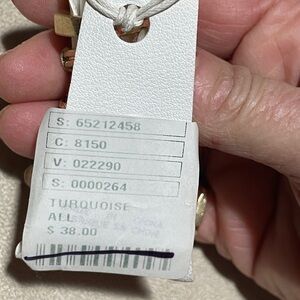 S: 65212458
C: 8150
V: 022290
S: 0000264
TURQUOISE
ALL
$ 38.00